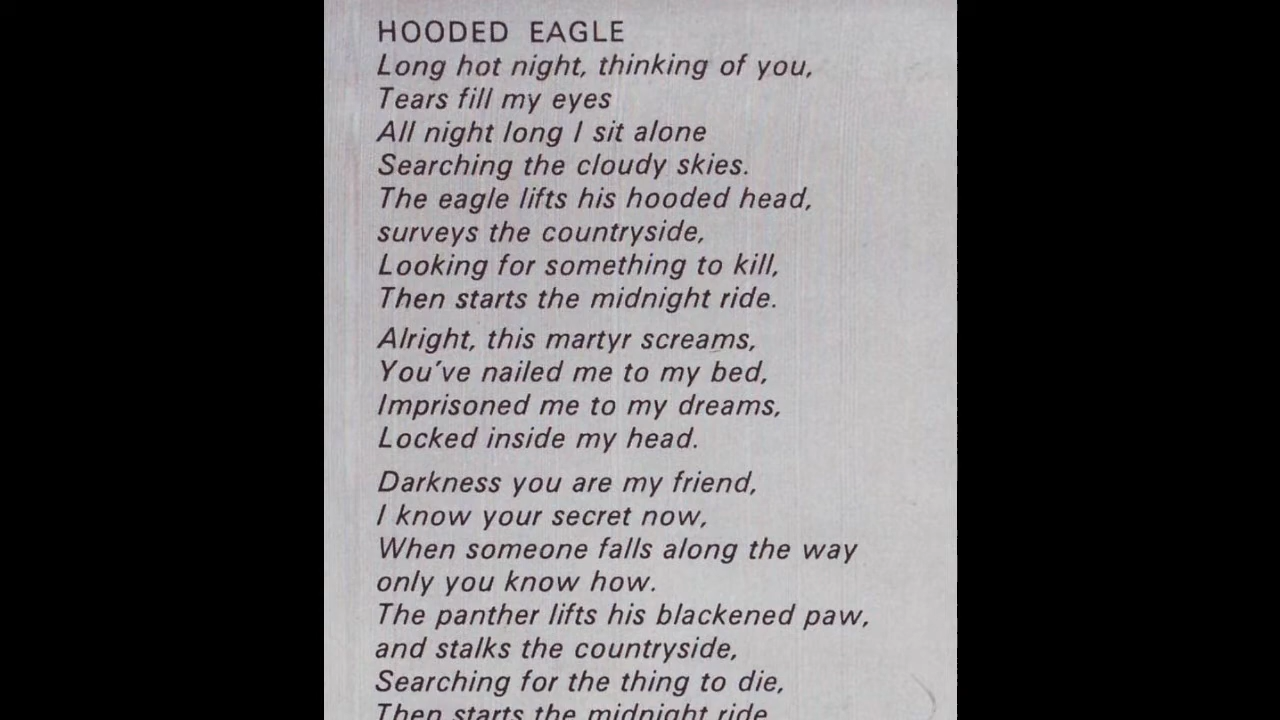 HOODED EAGLE
Long hot night, thinking of you,
Tears fill my eyes
All night long I sit alone
Searching the cloudy skies.
The eagle lifts his hooded head,
surveys the countryside,
Looking for something to kill,
Then starts the midnight ride.
Alright, this martyr screams,
You've nailed me to my bed,
Imprisoned me to my dreams,
Locked inside my head.
Darkness you are my friend,
I know your secret now,
When someone falls along the way
only you know how.
The panther lifts his blackened paw,
and stalks the countryside,
Searching for the thing to die,
Then starts the midnight ride